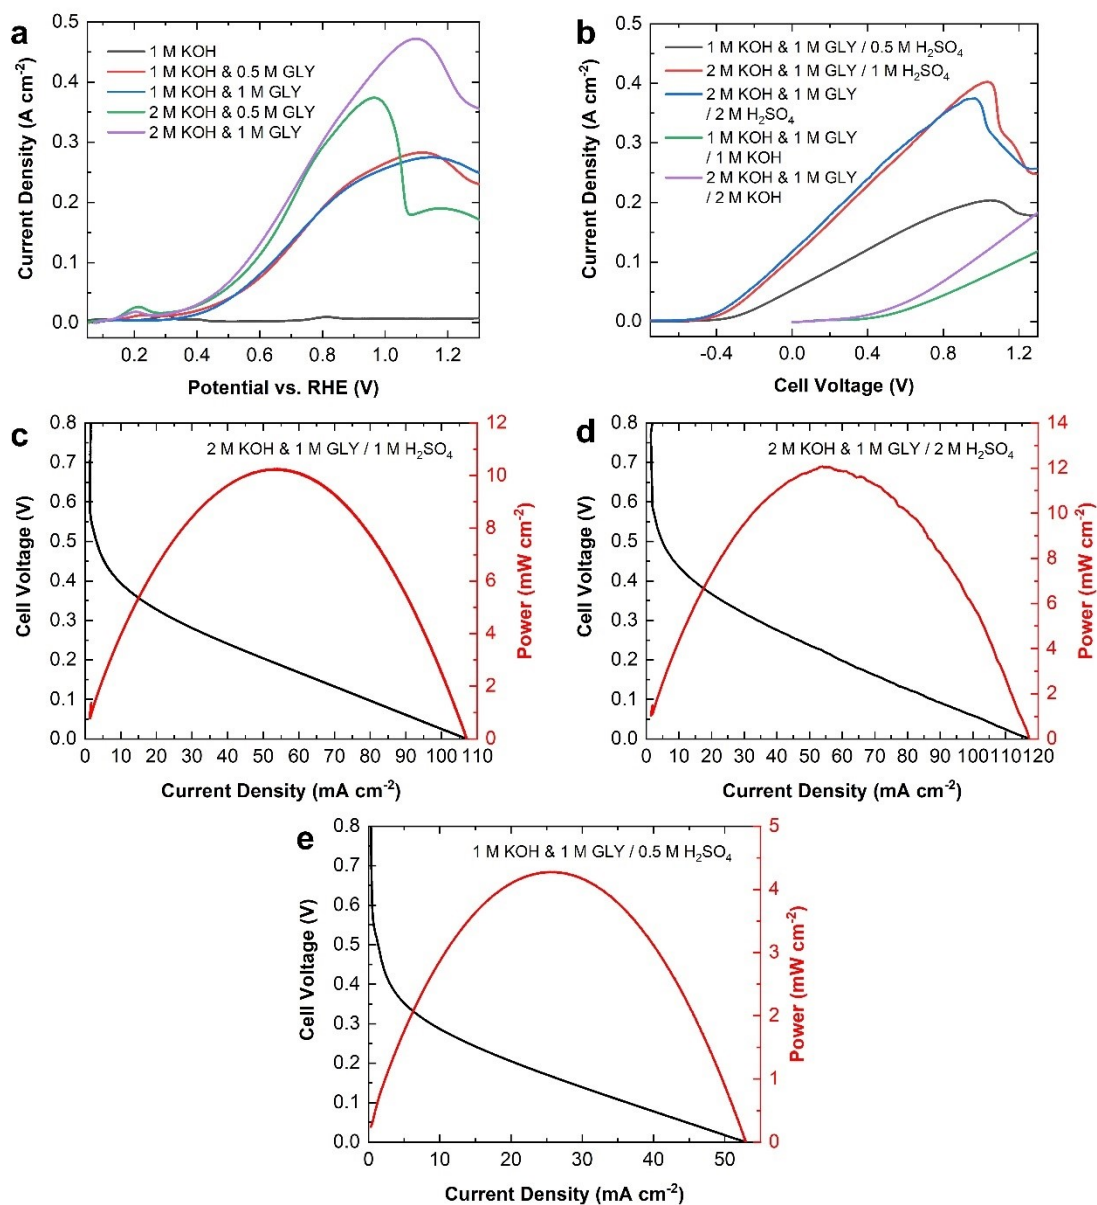 a
Current Density (A cm⁻²)
0.5
0.4
0.3
0.2
0.1
0.0
1 M KOH
1 M KOH & 0.5 M GLY
1 M KOH & 1 M GLY
2 M KOH & 0.5 M GLY
2 M KOH & 1 M GLY
0.2 0.4 0.6 0.8 1.0 1.2
Potential vs. RHE (V)
b
Current Density (A cm⁻²)
0.5
0.4
0.3
0.2
0.1
0.0
1 M KOH & 1 M GLY / 0.5 M H₂SO₄
2 M KOH & 1 M GLY / 1 M H₂SO₄
2 M KOH & 1 M GLY
/ 2 M H₂SO₄
1 M KOH & 1 M GLY
/ 1 M KOH
2 M KOH & 1 M GLY
/ 2 M KOH
-0.4 0.0 0.4 0.8 1.2
Cell Voltage (V)
c
Cell Voltage (V)
0.8
0.7
0.6
0.5
0.4
0.3
0.2
0.1
0.0
2 M KOH & 1 M GLY / 1 M H₂SO₄
12
10
8
6
4
2
0
Power (mW cm⁻²)
0 10 20 30 40 50 60 70 80 90 100 110
Current Density (mA cm⁻²)
d
Cell Voltage (V)
0.8
0.7
0.6
0.5
0.4
0.3
0.2
0.1
0.0
2 M KOH & 1 M GLY / 2 M H₂SO₄
14
12
10
8
6
4
2
0
Power (mW cm⁻²)
0 10 20 30 40 50 60 70 80 90 100 110 120
Current Density (mA cm⁻²)
e
Cell Voltage (V)
0.8
0.7
0.6
0.5
0.4
0.3
0.2
0.1
0.0
1 M KOH & 1 M GLY / 0.5 M H₂SO₄
5
4
3
2
1
0
Power (mW cm⁻²)
0 10 20 30 40 50
Current Density (mA cm⁻²)